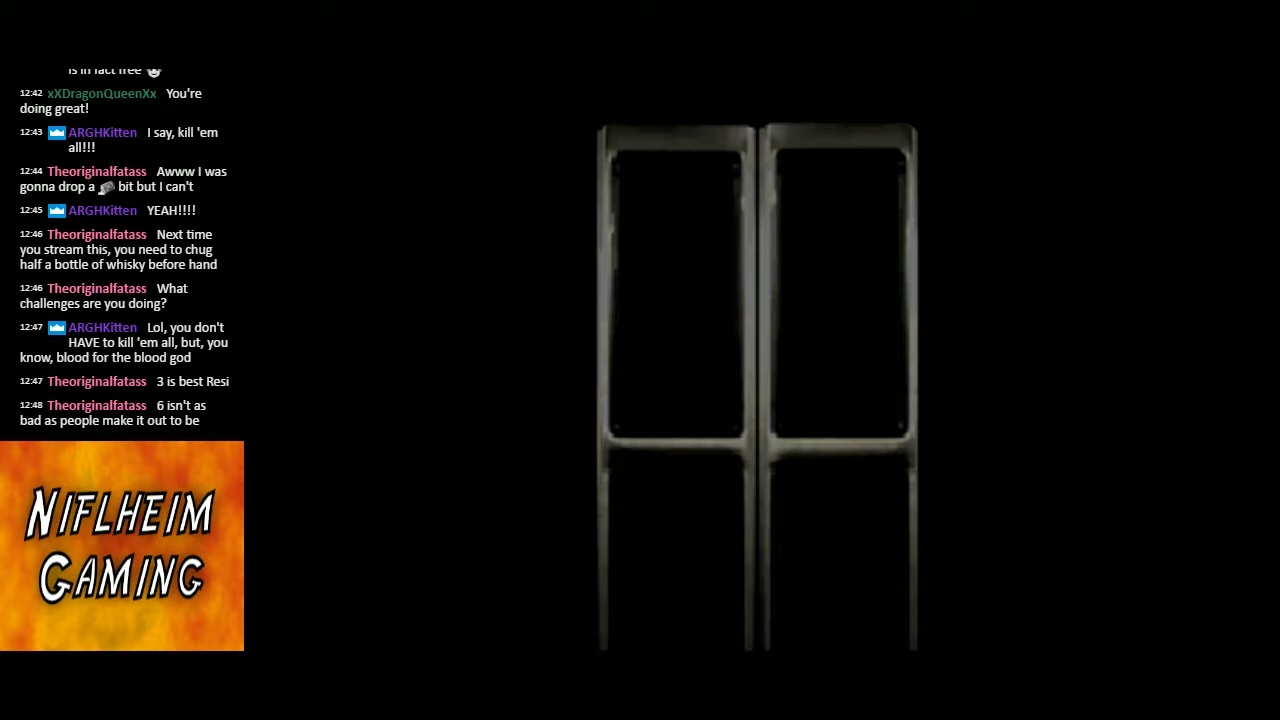 is in fact free
12:42 xXDragonQueenXx You're
doing great!
12:43 ARGHKitten I say, kill 'em
all!!!
12:44 Theoriginalfatass Awww I was
gonna drop a bit but I can't
12:45 ARGHKitten YEAH!!!!
12:46 Theoriginalfatass Next time
you stream this, you need to chug
half a bottle of whisky before hand
12:46 Theoriginalfatass What
challenges are you doing?
12:47 ARGHKitten Lol, you don't
HAVE to kill 'em all, but, you
know, blood for the blood god
12:47 Theoriginalfatass 3 is best Resi
12:48 Theoriginalfatass 6 isn't as
bad as people make it out to be
NIFLHEIM
GAMING